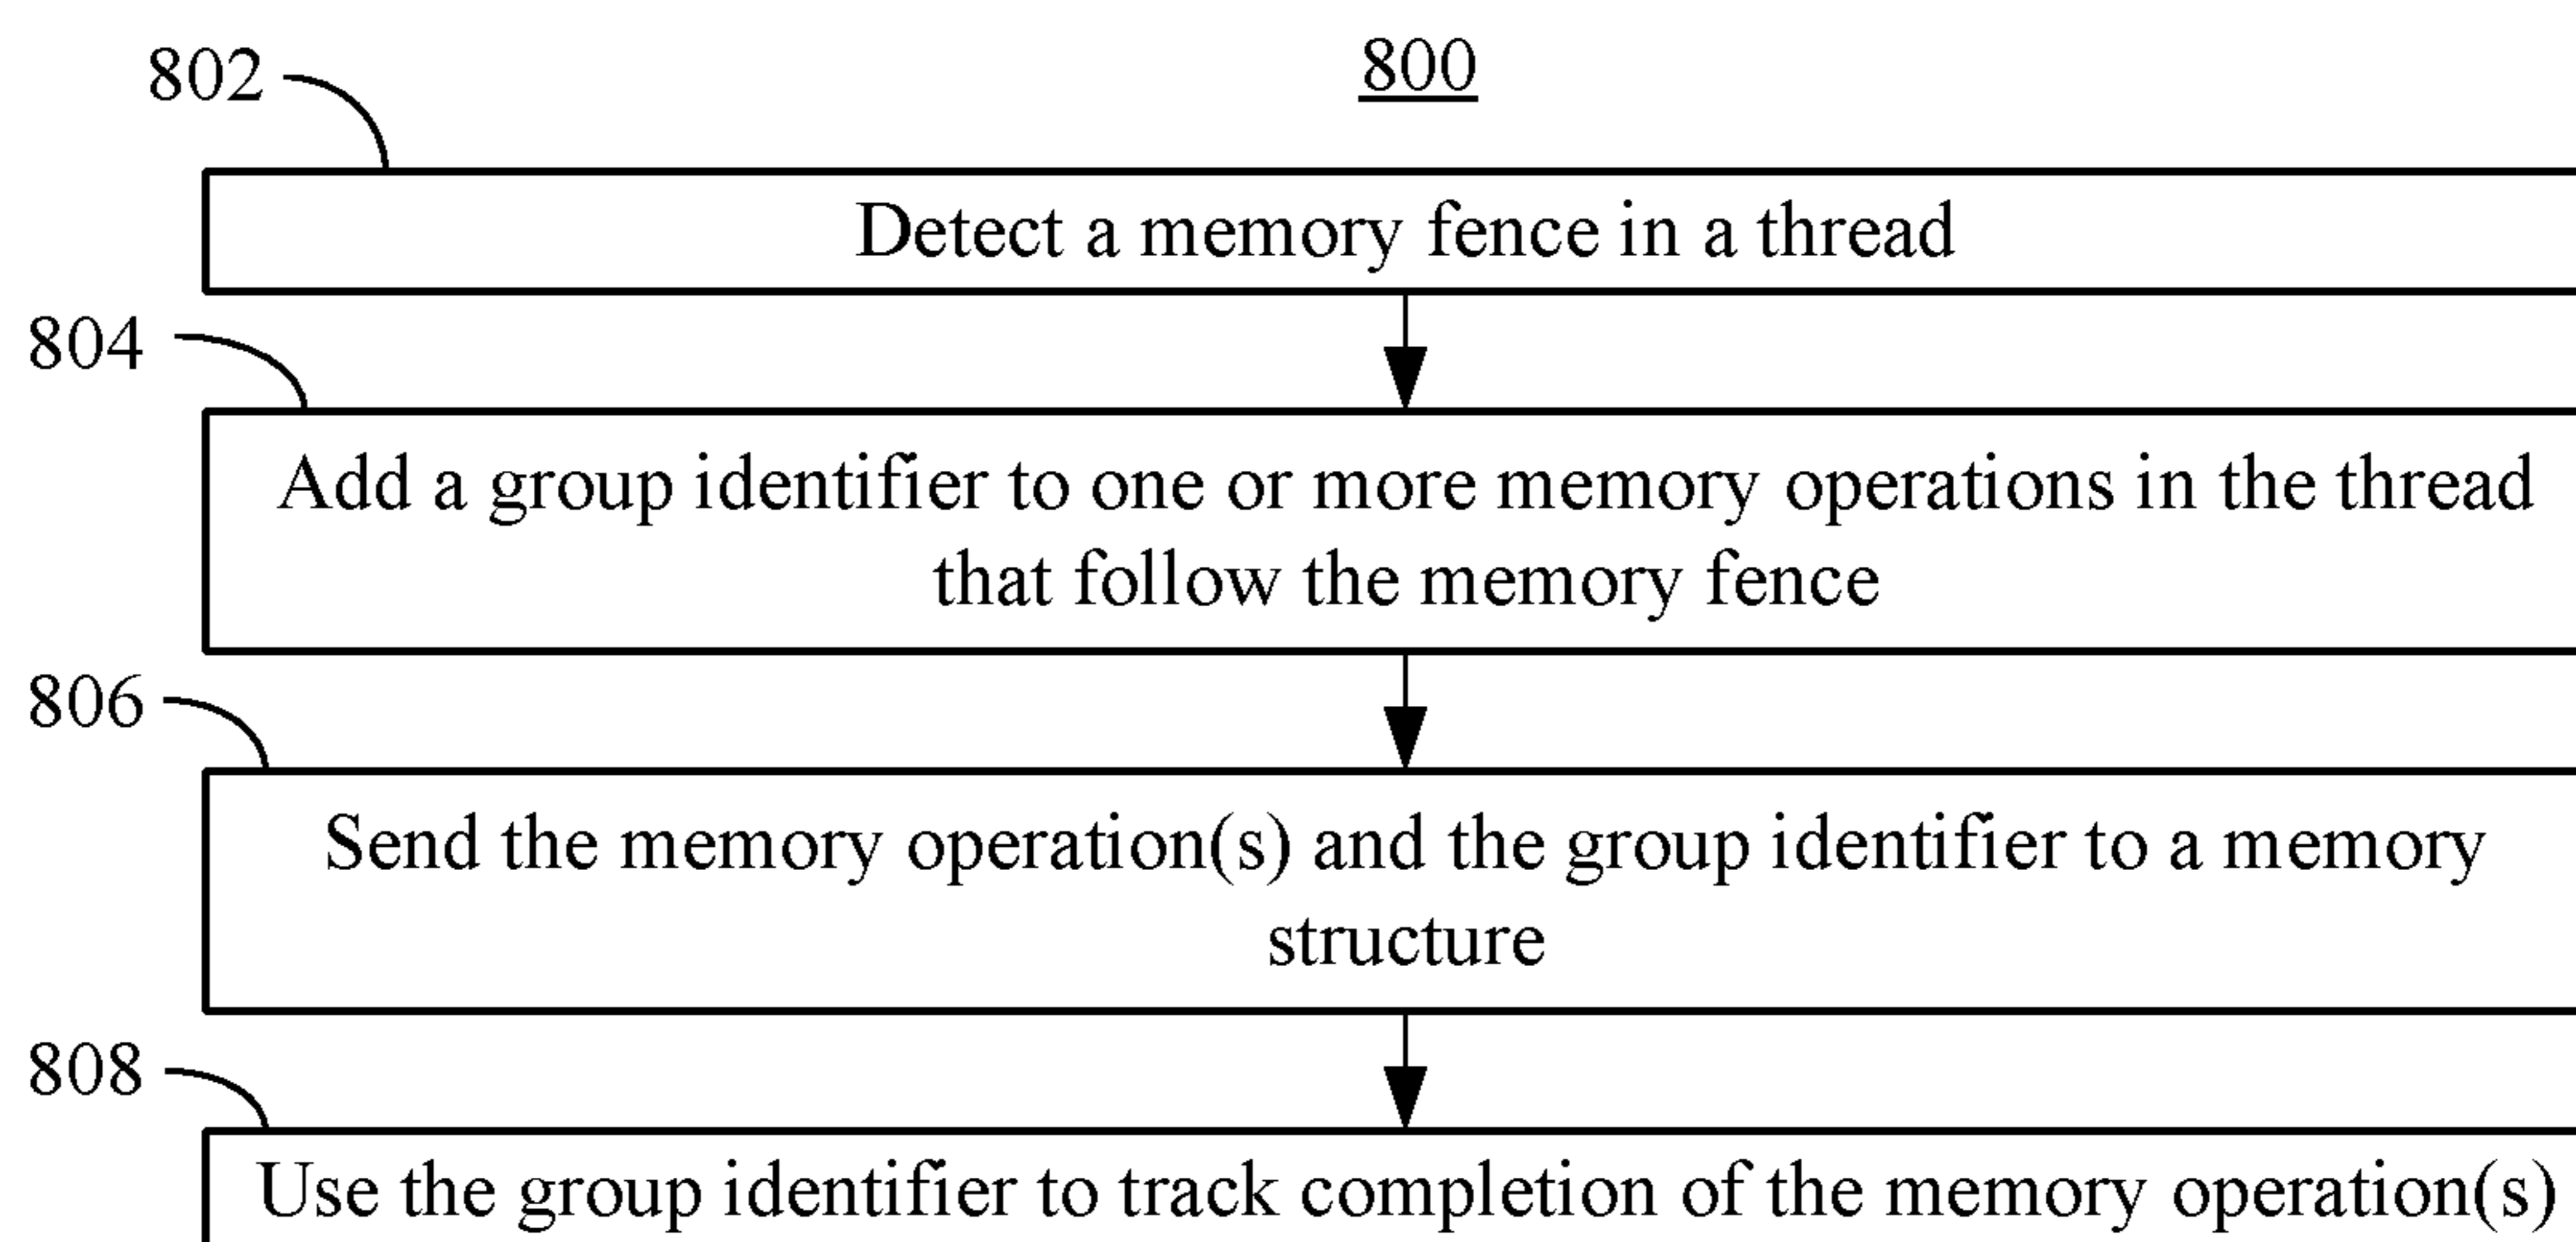 800
802
Detect a memory fence in a thread
804
Add a group identifier to one or more memory operations in the thread
that follow the memory fence
806
Send the memory operation(s) and the group identifier to a memory
structure
808
Use the group identifier to track completion of the memory operation(s)